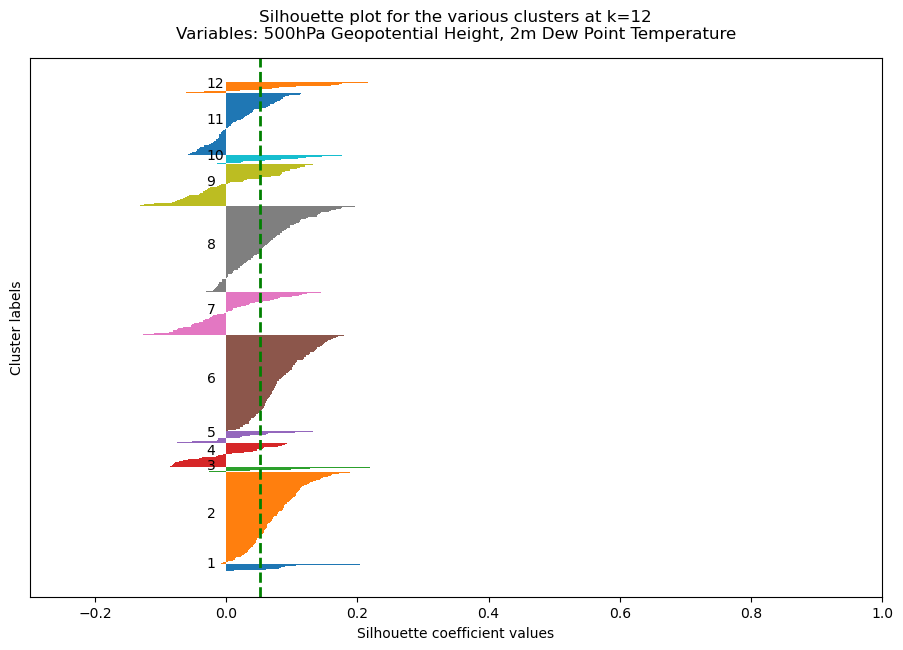 Silhouette plot for the various clusters at k=12
Variables: 500hPa Geopotential Height, 2m Dew Point Temperature
12
11
10
9
8
7
6
5
4
3
2
1
Cluster labels
−0.2 0.0 0.2 0.4 0.6 0.8 1.0
Silhouette coefficient values